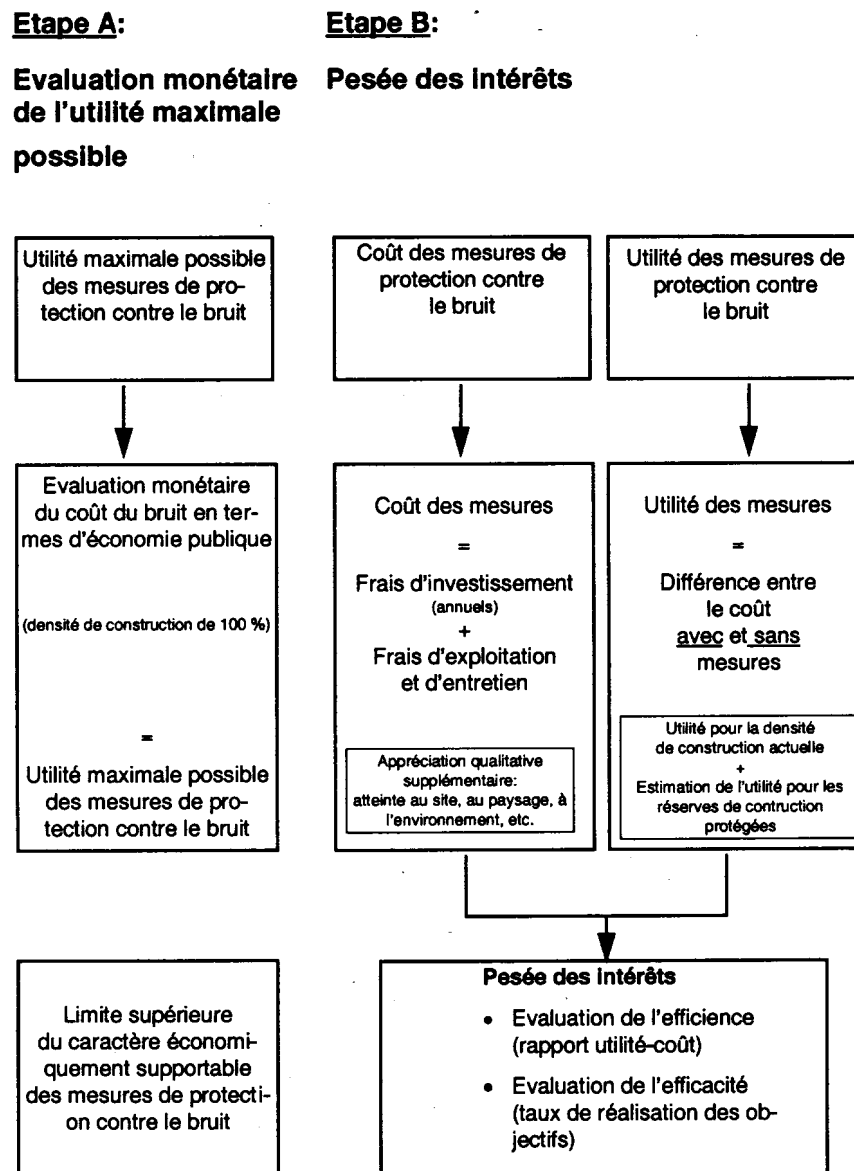 Etape A:
Evaluation monétaire
de l'utilité maximale
possible
Etape B:
Pesée des intérêts
Utilité maximale possible
des mesures de pro-
tection contre le bruit
Evaluation monétaire
du coût du bruit en ter-
mes d'économie publique
(densité de construction de 100 %)
=
Utilité maximale possible
des mesures de pro-
tection contre le bruit
Limite supérieure
du caractère économi-
quement supportable
des mesures de protecti-
on contre le bruit
Coût des mesures de
protection contre
le bruit
Coût des mesures
=
Frais d'investissement
(annuels)
+
Frais d'exploitation
et d'entretien
Appréciation qualitative
supplémentaire:
atteinte au site, au paysage, à
l'environnement, etc.
Utilité des mesures de
protection contre
le bruit
Utilité des mesures
=
Différence entre
le coût
avec et sans
mesures
Utilité pour la densité
de construction actuelle
+
Estimation de l'utilité pour les
réserves de contruction
protégées
Pesée des intérêts
• Evaluation de l'efficience
(rapport utilité-coût)
• Evaluation de l'efficacité
(taux de réalisation des ob-
jectifs)